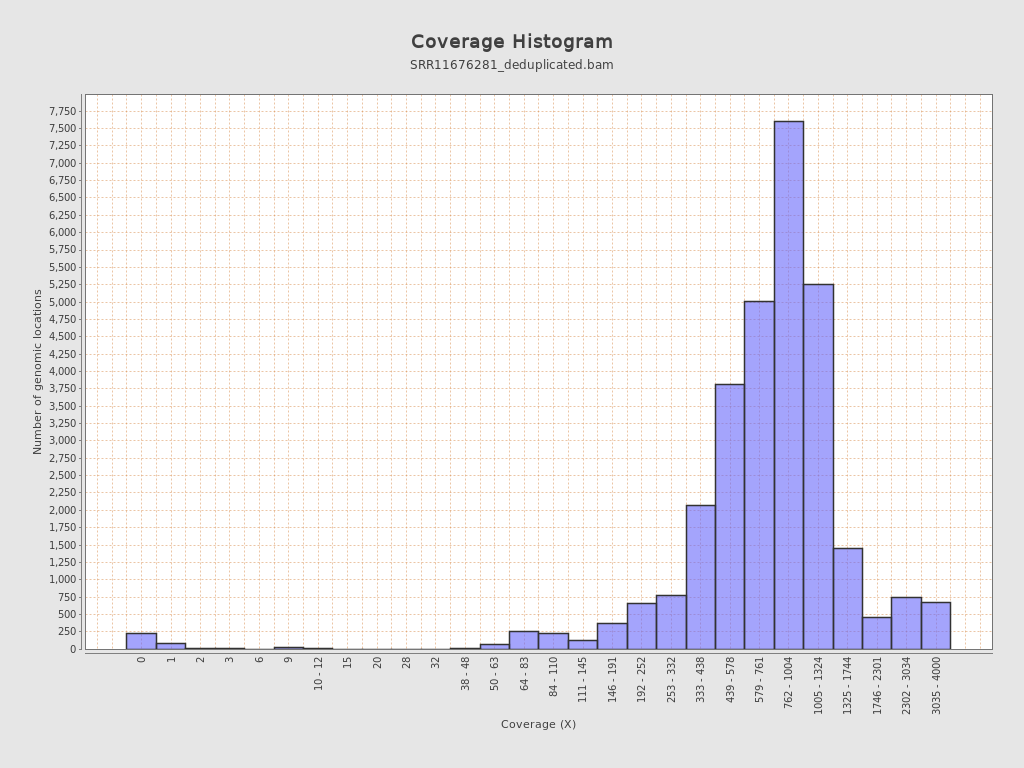 Coverage Histogram
SRR11676281_deduplicated.bam
Number of genomic locations
7,750
7,500
7,250
7,000
6,750
6,500
6,250
6,000
5,750
5,500
5,250
5,000
4,750
4,500
4,250
4,000
3,750
3,500
3,250
3,000
2,750
2,500
2,250
2,000
1,750
1,500
1,250
1,000
750
500
250
0
0
1
2
3
6
9
10 - 12
15
20
28
32
38 - 48
50 - 63
64 - 83
84 - 110
111 - 145
146 - 191
192 - 252
253 - 332
333 - 438
439 - 578
579 - 761
762 - 1004
1005 - 1324
1325 - 1744
1746 - 2301
2302 - 3034
3035 - 4000
Coverage (X)